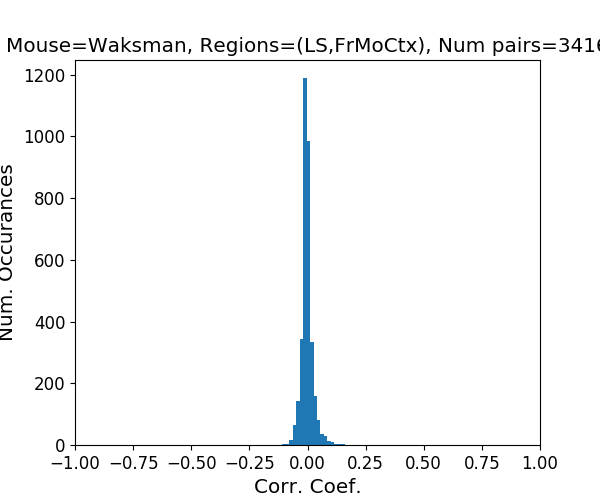 Mouse=Waksman, Regions=(LS,FrMoCtx), Num pairs=3416
1200
1000
800
600
400
200
0
Num. Occurances
−1.00 −0.75 −0.50 −0.25 0.00 0.25 0.50 0.75 1.00
Corr. Coef.